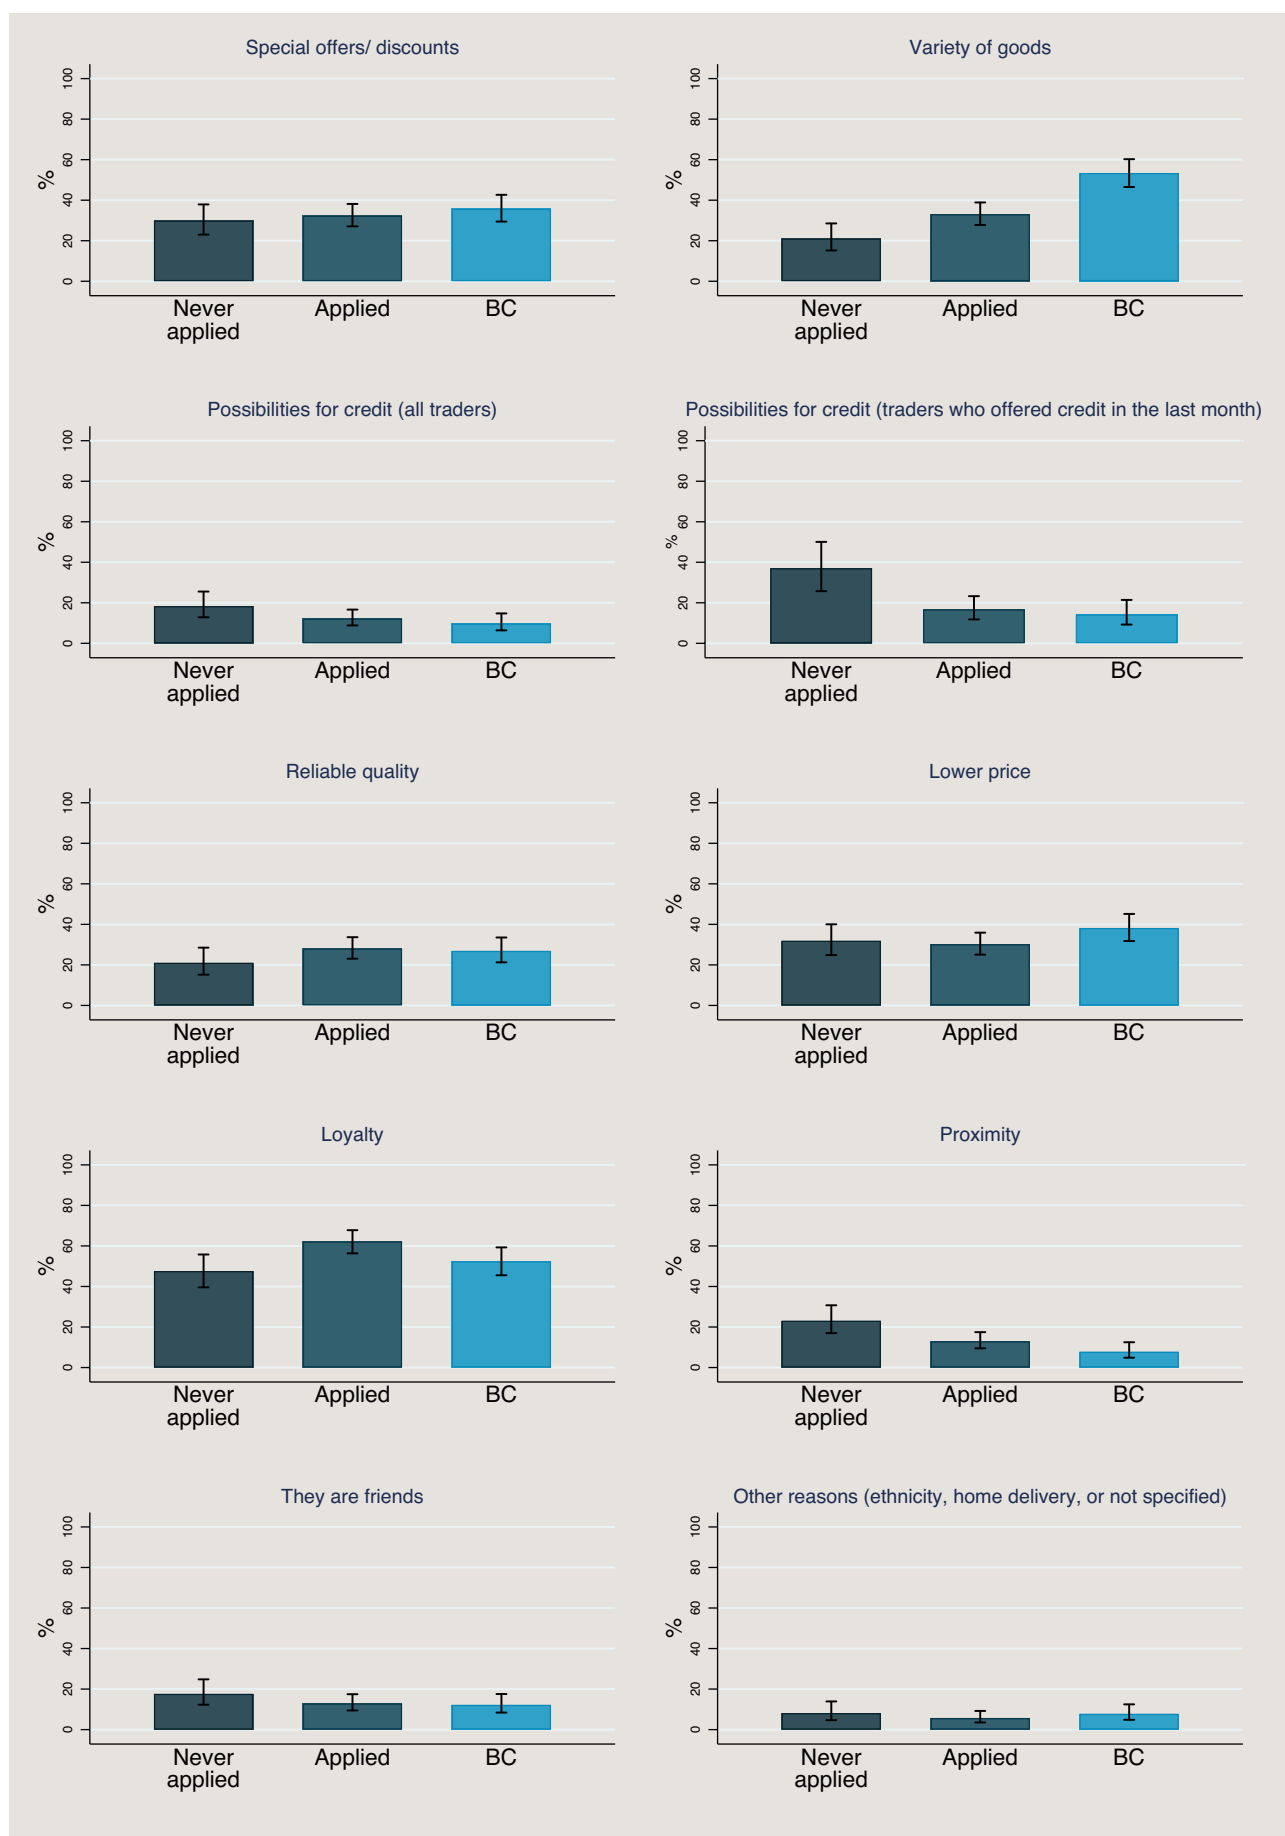 Special offers/ discounts
%
100
80
60
40
20
0
Never applied
Applied
BC
Variety of goods
%
100
80
60
40
20
0
Never applied
Applied
BC
Possibilities for credit (all traders)
%
100
80
60
40
20
0
Never applied
Applied
BC
Possibilities for credit (traders who offered credit in the last month)
%
100
80
60
40
20
0
Never applied
Applied
BC
Reliable quality
%
100
80
60
40
20
0
Never applied
Applied
BC
Lower price
%
100
80
60
40
20
0
Never applied
Applied
BC
Loyalty
%
100
80
60
40
20
0
Never applied
Applied
BC
Proximity
%
100
80
60
40
20
0
Never applied
Applied
BC
They are friends
%
100
80
60
40
20
0
Never applied
Applied
BC
Other reasons (ethnicity, home delivery, or not specified)
%
100
80
60
40
20
0
Never applied
Applied
BC